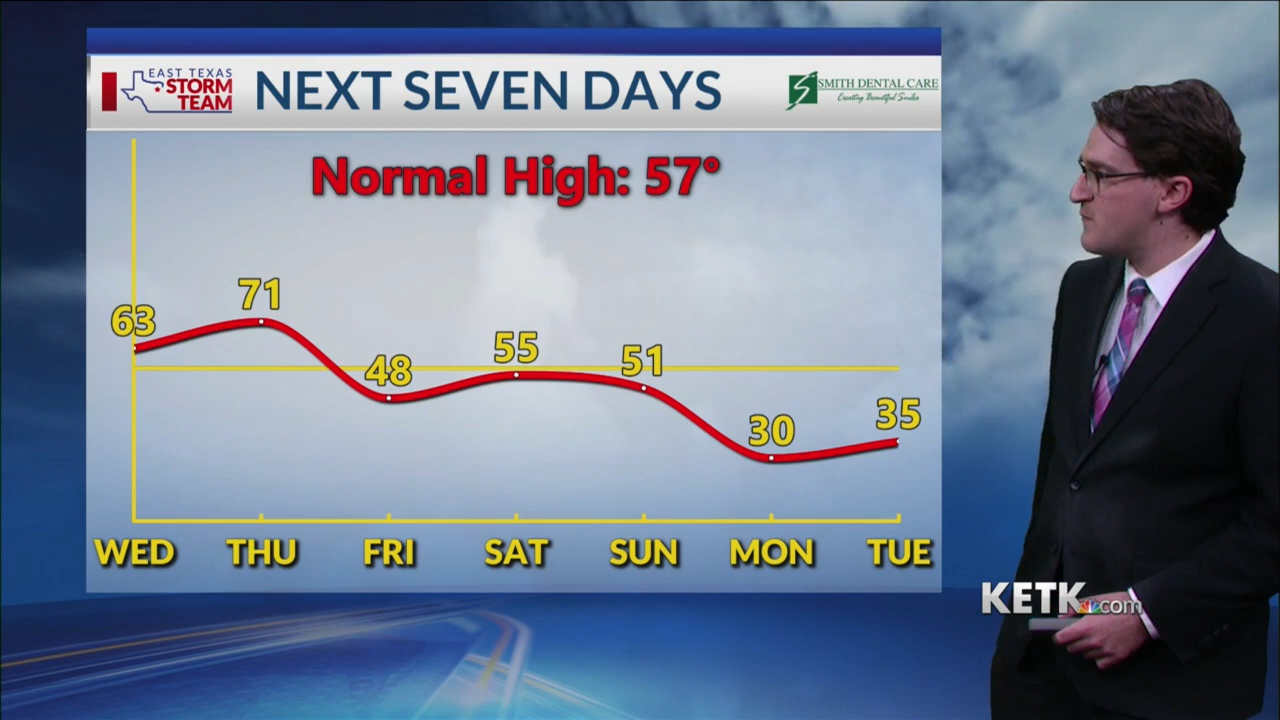 EAST TEXAS
STORM
TEAM
NEXT SEVEN DAYS
SMITH DENTAL CARE
Creating Beautiful Smiles
Normal High: 57°
63
71
48
55
51
30
35
WED THU FRI SAT SUN MON TUE
KETK.com